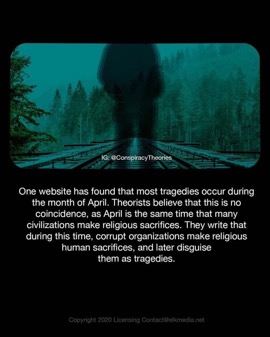 IG: @ConspiracyTheories
One website has found that most tragedies occur during
the month of April. Theorists believe that this is no
coincidence, as April is the same time that many
civilizations make religious sacrifices. They write that
during this time, corrupt organizations make religious
human sacrifices, and later disguise
them as tragedies.
Copyright 2020 Licensing Contact@elkmedia.net